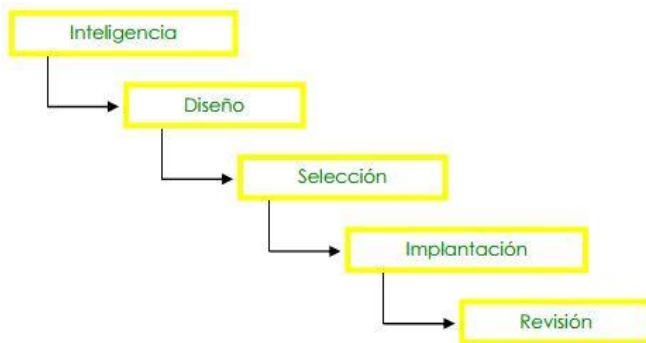 Inteligencia
Diseño
Selección
Implantación
Revisión